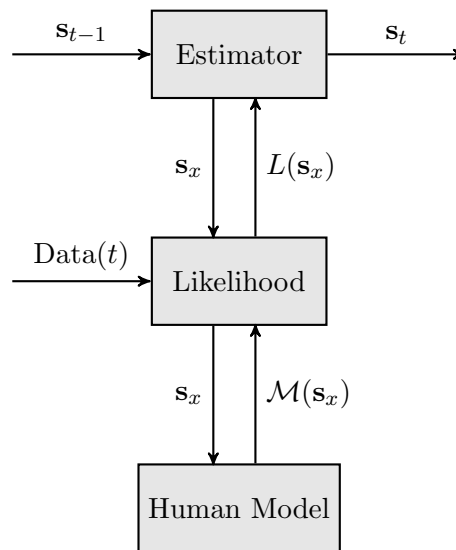 s_{t−1}
Estimator
s_t
s_x
L(s_x)
Data(t)
Likelihood
s_x
M(s_x)
Human Model